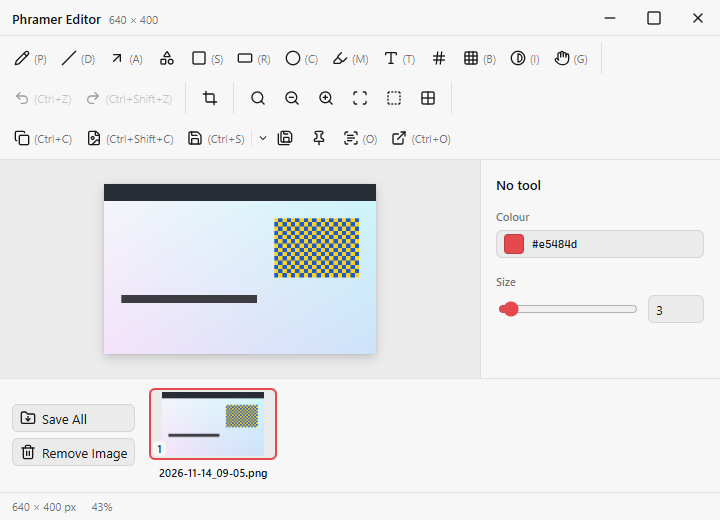 Phramer Editor 640 × 400
(P) (D) (A) (S) (R) (C) (M) (T) (B) (I) (G)
(Ctrl+Z) (Ctrl+Shift+Z)
(Ctrl+C) (Ctrl+Shift+C) (Ctrl+S) (O) (Ctrl+O)
No tool
Colour
#e5484d
Size
3
Save All
Remove Image
1
2026-11-14_09-05.png
640 × 400 px 43%